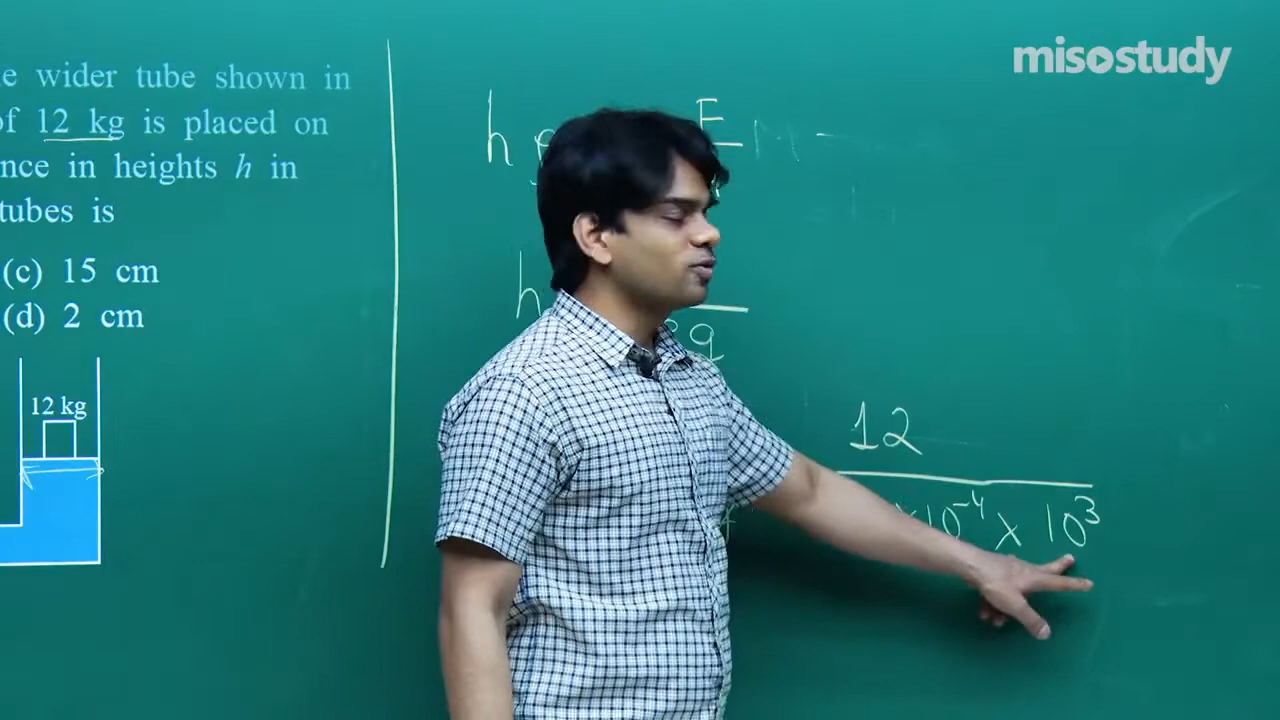 misostudy
e wider tube shown in
of 12 kg is placed on
nce in heights h in
tubes is
(c) 15 cm
(d) 2 cm
12 kg
h
F
M
h
g
12
×10⁻⁴ × 10³